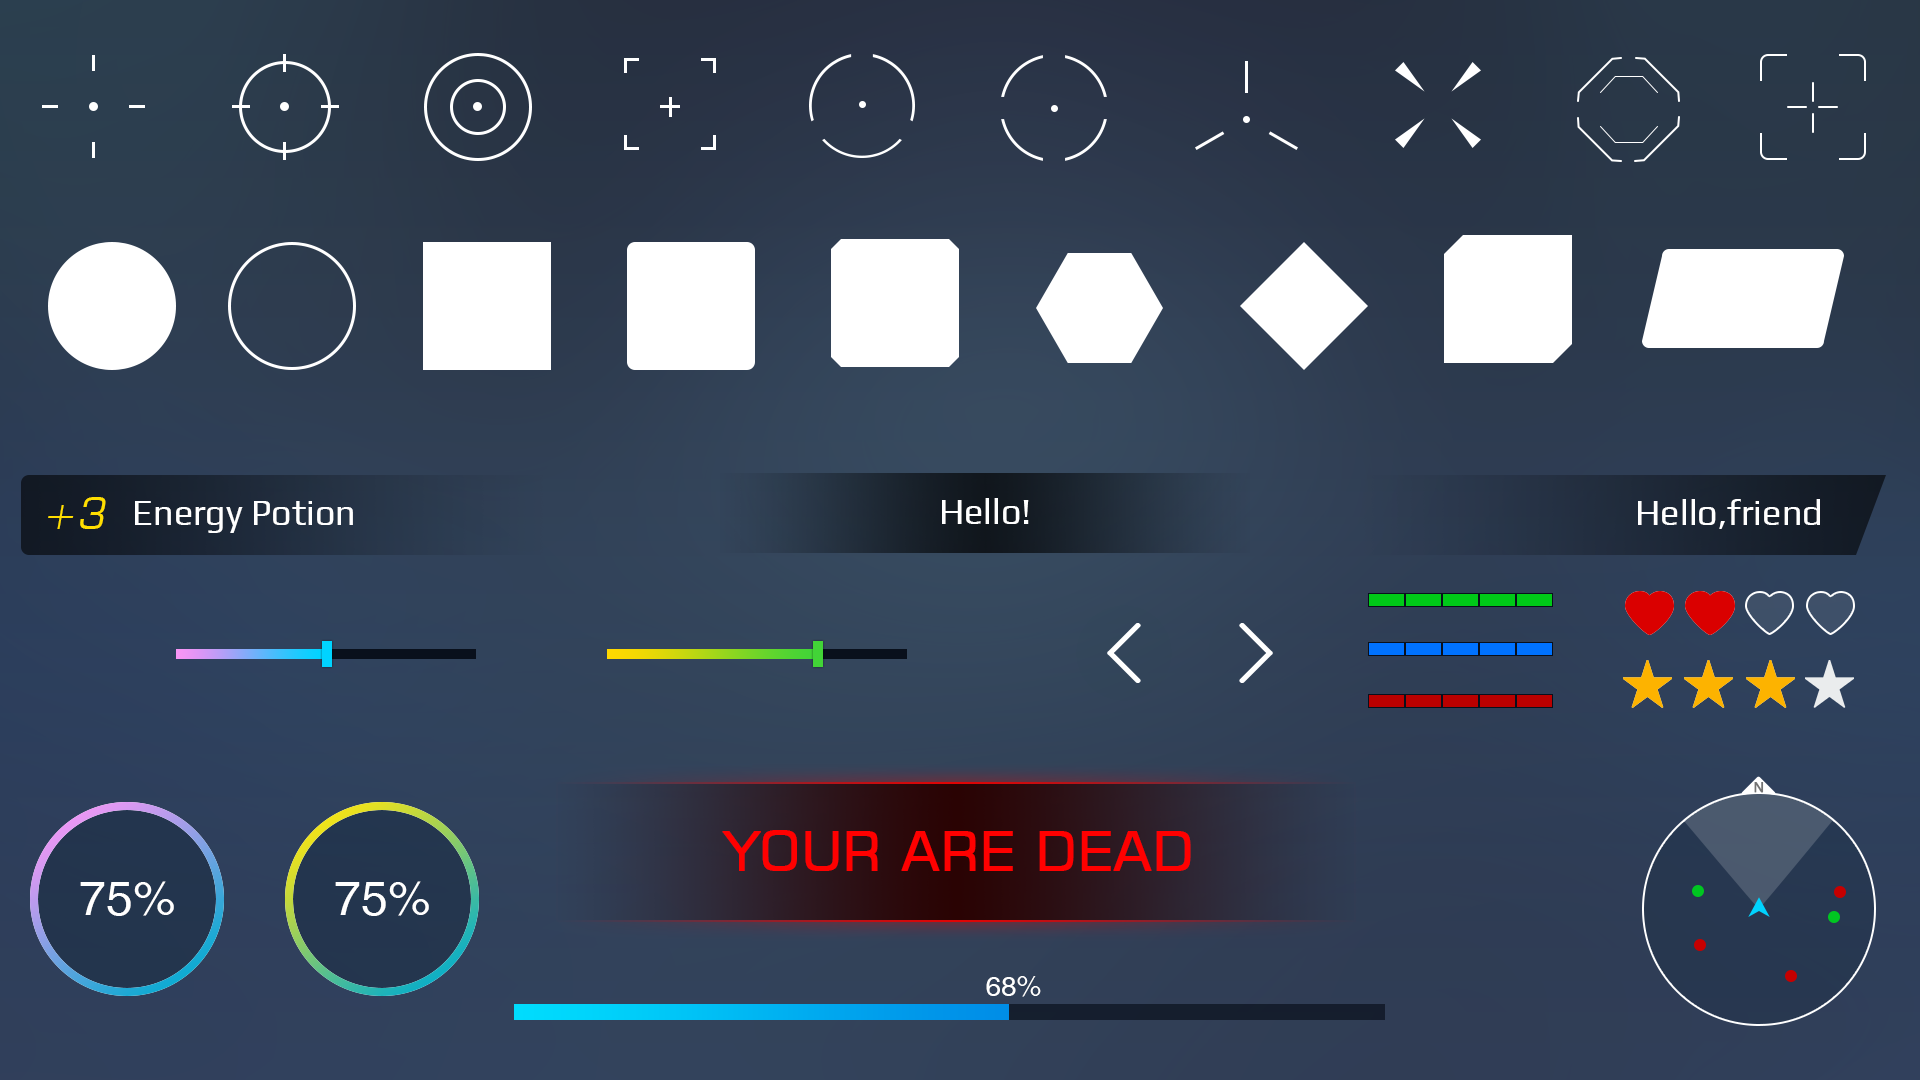 +3 Energy Potion
Hello!
Hello,friend
N
75%
75%
YOUR ARE DEAD
68%